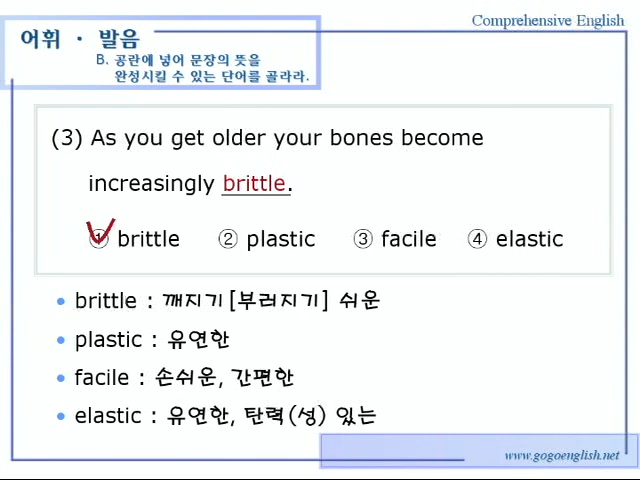 Comprehensive English
어휘 · 발음
B. 공란에 넣어 문장의 뜻을
완성시킬 수 있는 단어를 골라라.
(3) As you get older your bones become
increasingly brittle.
① brittle ② plastic ③ facile ④ elastic
• brittle : 깨지기[부러지기] 쉬운
• plastic : 유연한
• facile : 손쉬운, 간편한
• elastic : 유연한, 탄력(성) 있는
www.gogoenglish.net